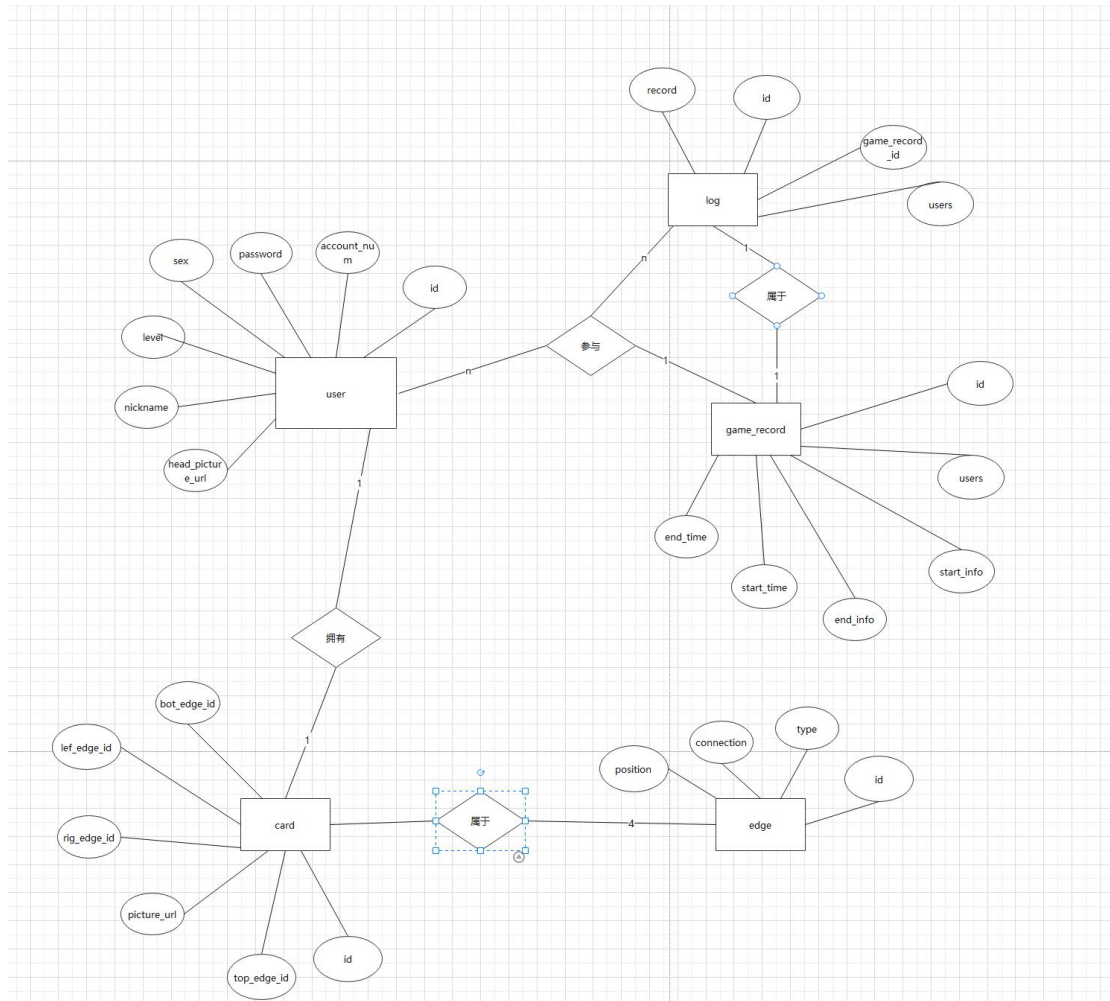 record
id
game_record
_id
users
log
1
n
属于
sex
password
account_nu
m
id
level
nickname
head_pictur
e_url
user
n
参与
1
1
game_record
id
users
start_info
end_info
start_time
end_time
1
拥有
1
bot_edge_id
lef_edge_id
rig_edge_id
picture_url
top_edge_id
id
card
属于
4
position
connection
type
id
edge